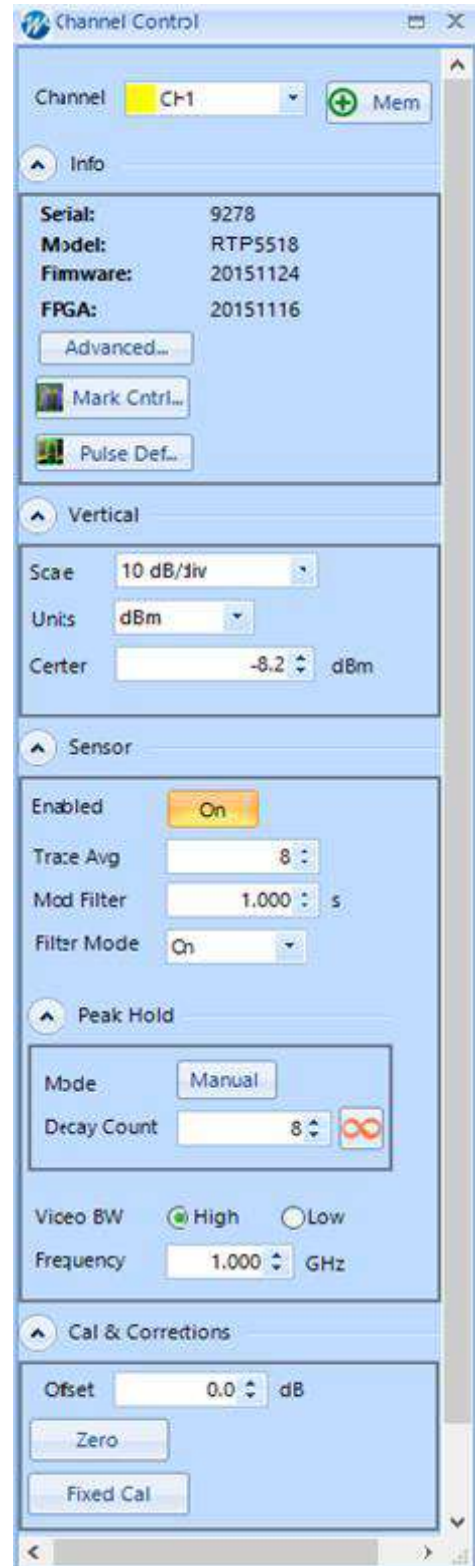 Channel Control
Channel CH1 Mem
Info
Serial: 9278
Model: RTP5518
Firmware: 20151124
FPGA: 20151116
Advanced...
Mark Cntrl...
Pulse Def...
Vertical
Scale 10 dB/div
Units dBm
Center -8.2 dBm
Sensor
Enabled On
Trace Avg 8
Mod Filter 1.000 s
Filter Mode On
Peak Hold
Mode Manual
Decay Count 8 ∞
Video BW High Low
Frequency 1.000 GHz
Cal & Corrections
Offset 0.0 dB
Zero
Fixed Cal